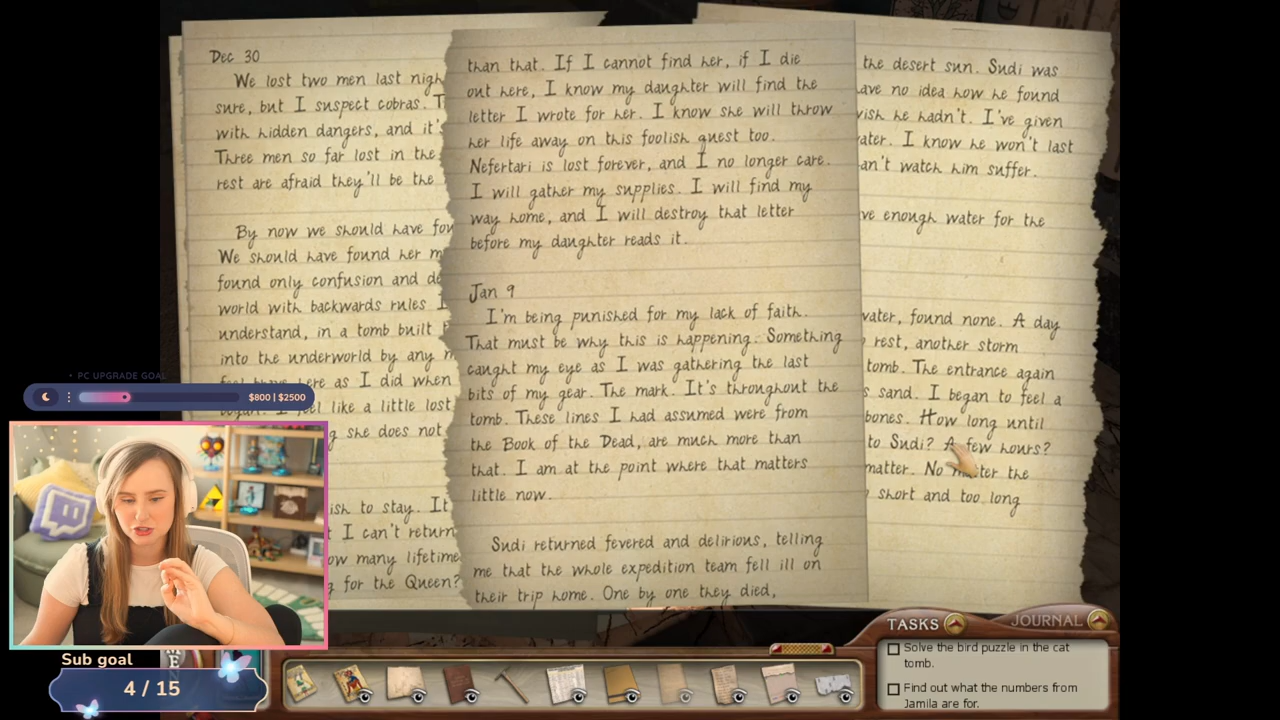 Dec 30
We lost two men last nigh
sure, but I suspect cobras. T
with hidden dangers, and it's
Three men so far lost in the
rest are afraid they'll be the
By now we should have fou
We should have found her m
found only confusion and de
world with backwards rules I
understand, in a tomb built
into the underworld by any m
here as I did when
I feel like a little lost
she does not
ish to stay. It
I can't return
ow many lifetime
g for the Queen?
than that. If I cannot find her, if I die
out here, I know my daughter will find the
letter I wrote for her. I know she will throw
her life away on this foolish quest too.
Nefertari is lost forever, and I no longer care.
I will gather my supplies. I will find my
way home, and I will destroy that letter
before my daughter reads it.
Jan 9
I'm being punished for my lack of faith.
That must be why this is happening. Something
caught my eye as I was gathering the last
bits of my gear. The mark. It's throughout the
tomb. These lines I had assumed were from
the Book of the Dead, are much more than
that. I am at the point where that matters
little now.
Sudi returned fevered and delirious, telling
me that the whole expedition team fell ill on
their trip home. One by one they died,
the desert sun. Sudi was
ave no idea how he found
wish he hadn't. I've given
water. I know he won't last
an't watch him suffer.
ve enough water for the
water, found none. A day
rest, another storm
tomb. The entrance again
s sand. I began to feel a
bones. How long until
to Sudi? A few hours?
matter. No matter the
short and too long
• PC UPGRADE GOAL
$800 | $2500
Sub goal
4 / 15
TASKS
JOURNAL
Solve the bird puzzle in the cat
tomb.
Find out what the numbers from
Jamila are for.